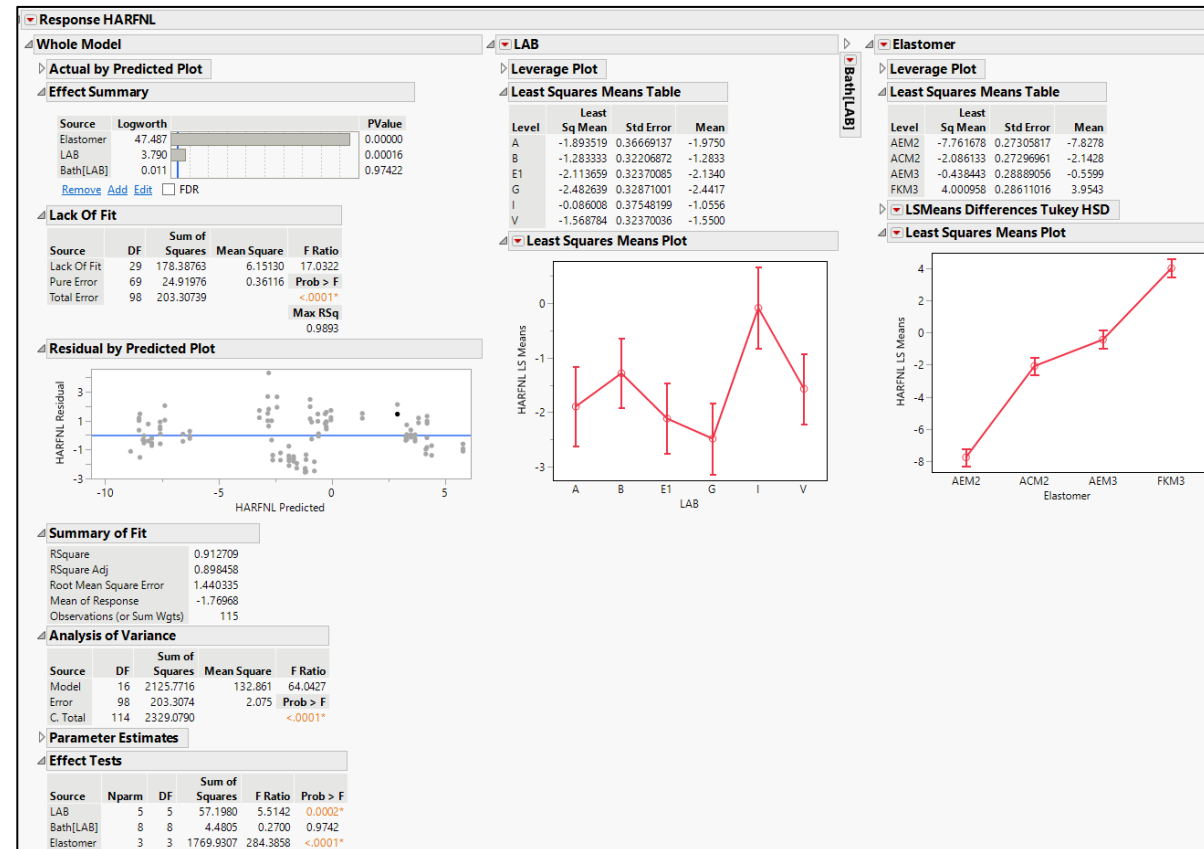 Response HARFNL
Whole Model
Actual by Predicted Plot
Effect Summary
Source Logworth PValue
Elastomer 47.487 0.00000
LAB 3.790 0.00016
Bath[LAB] 0.011 0.97422
Remove Add Edit FDR
Lack Of Fit
Sum of
Source DF Squares Mean Square F Ratio
Lack Of Fit 29 178.38763 6.15130 17.0322
Pure Error 69 24.91976 0.36116 Prob > F
Total Error 98 203.30739 <.0001*
Max RSq
0.9893
Residual by Predicted Plot
HARFNL Residual
3
1
-1
-3
-10 -5 0 5
HARFNL Predicted
Summary of Fit
RSquare 0.912709
RSquare Adj 0.898458
Root Mean Square Error 1.440335
Mean of Response -1.76968
Observations (or Sum Wgts) 115
Analysis of Variance
Sum of
Source DF Squares Mean Square F Ratio
Model 16 2125.7716 132.861 64.0427
Error 98 203.3074 2.075 Prob > F
C. Total 114 2329.0790 <.0001*
Parameter Estimates
Effect Tests
Sum of
Source Nparm DF Squares F Ratio Prob > F
LAB 5 5 57.1980 5.5142 0.0002*
Bath[LAB] 8 8 4.4805 0.2700 0.9742
Elastomer 3 3 1769.9307 284.3858 <.0001*
LAB
Leverage Plot
Least Squares Means Table
Least
Level Sq Mean Std Error Mean
A -1.893519 0.36669137 -1.9750
B -1.283333 0.32206872 -1.2833
E1 -2.113659 0.32370085 -2.1340
G -2.482639 0.32871001 -2.4417
I -0.086008 0.37548199 -1.0556
V -1.568784 0.32370036 -1.5500
Least Squares Means Plot
HARFNL LS Means
0
-1
-2
-3
A B E1 G I V
LAB
Bath[LAB]
Elastomer
Leverage Plot
Least Squares Means Table
Least
Level Sq Mean Std Error Mean
AEM2 -7.761678 0.27305817 -7.8278
ACM2 -2.086133 0.27296961 -2.1428
AEM3 -0.438443 0.28889056 -0.5599
FKM3 4.000958 0.28611016 3.9543
LSMeans Differences Tukey HSD
Least Squares Means Plot
HARFNL LS Means
4
2
0
-2
-4
-6
-8
AEM2 ACM2 AEM3 FKM3
Elastomer